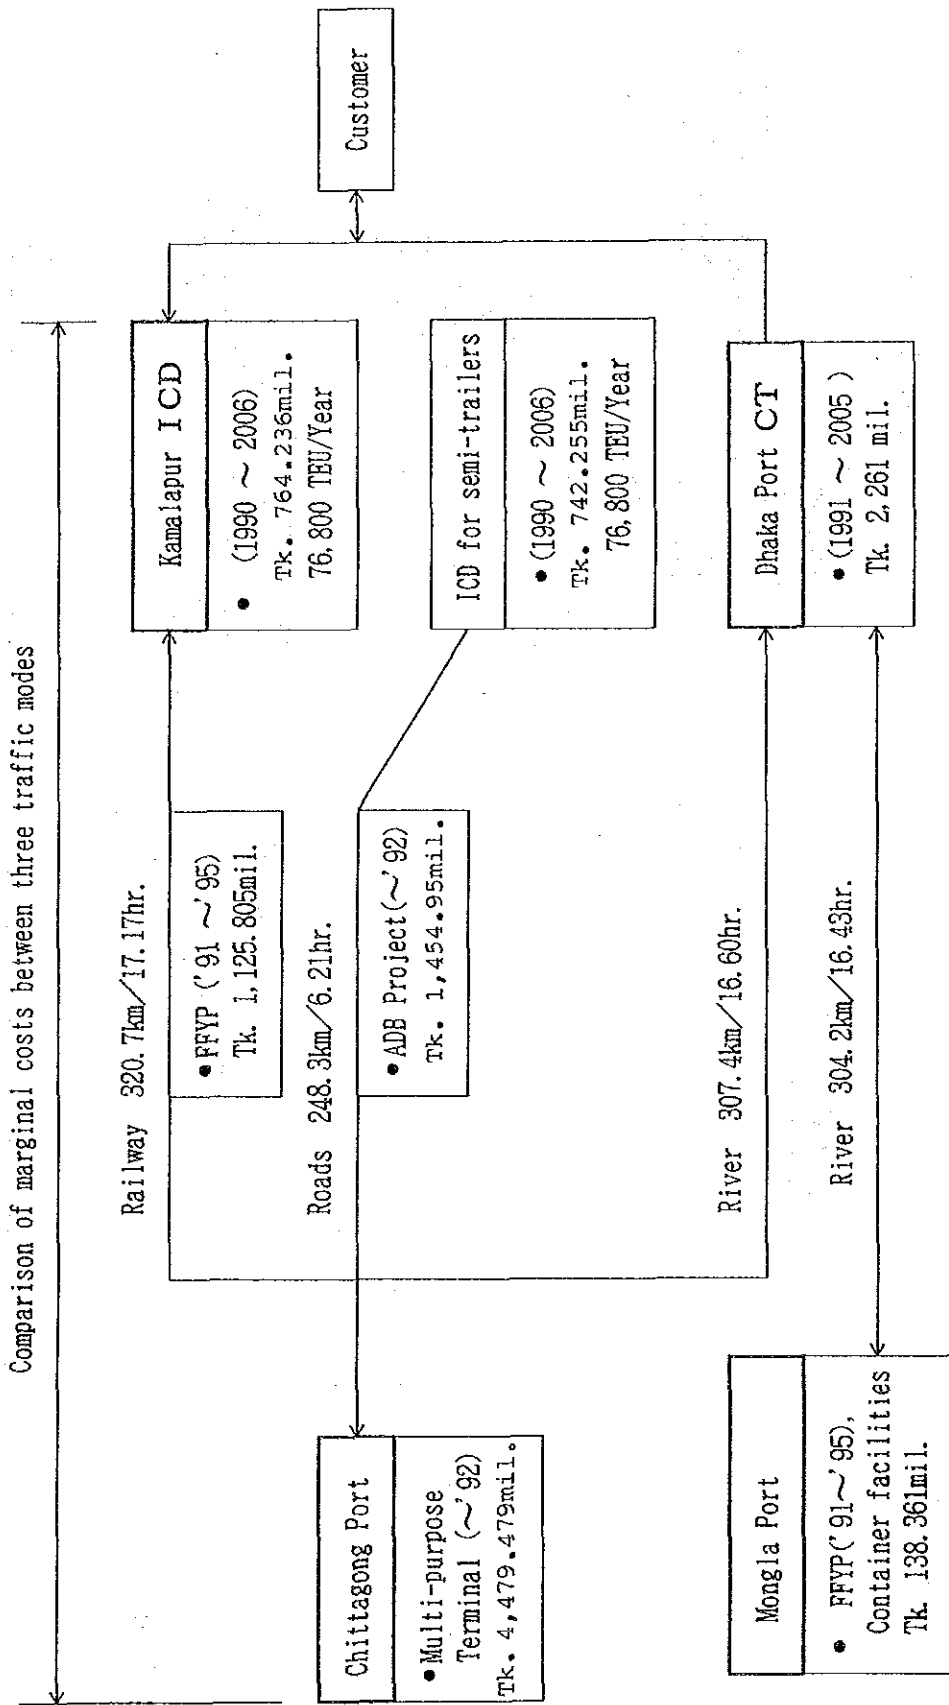 Comparison of marginal costs between three traffic modes
Railway 320.7km/17.17hr.
• FFYP ('91 ~'95)
Tk. 1,125.805mil.
Kamalapur ICD
• (1990 ~ 2006)
Tk. 764.236mil.
76,800 TEU/Year
Customer
Chittagong Port
• Multi-purpose
Terminal (~'92)
Tk. 4,479.479mil.
Roads 248.3km/6.21hr.
• ADB Project(~'92)
Tk. 1,454.95mil.
ICD for semi-trailers
• (1990 ~ 2006)
Tk. 742.255mil.
76,800 TEU/Year
River 307.4km/16.60hr.
River 304.2km/16.43hr.
Dhaka Port CT
• (1991 ~ 2005 )
Tk. 2,261 mil.
Mongla Port
• FFYP('91~'95),
Container facilities
Tk. 138.361mil.